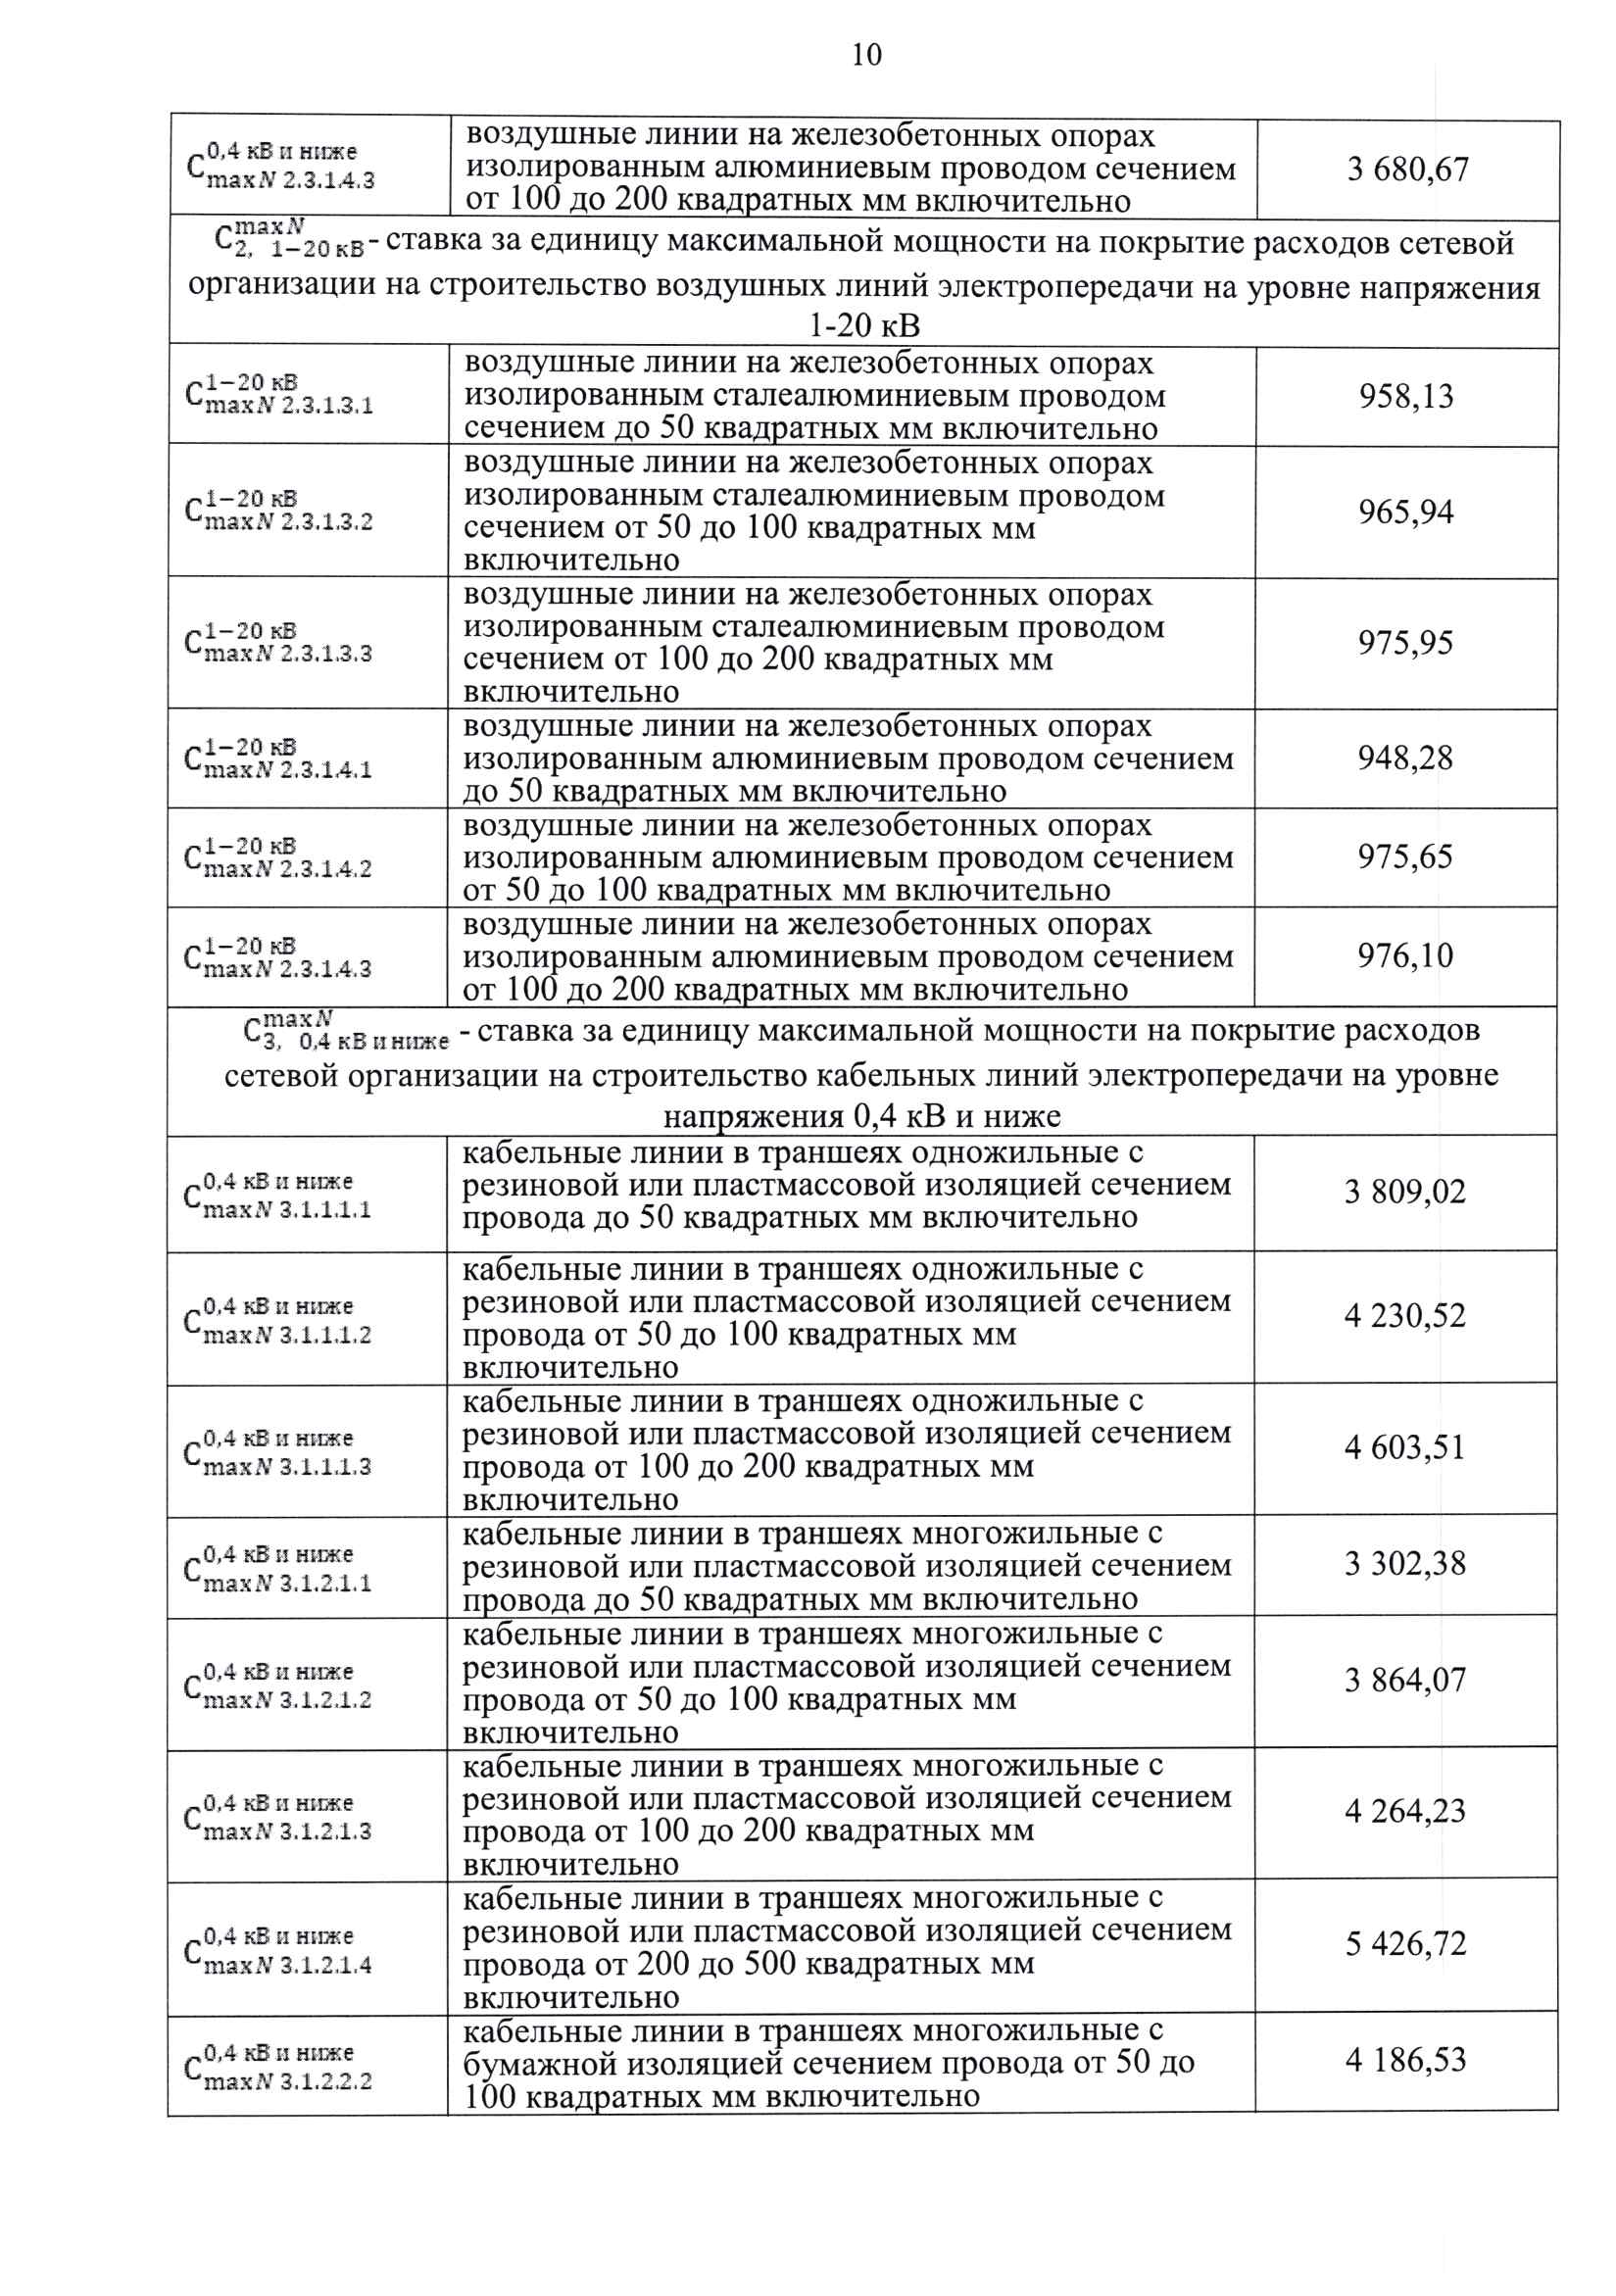 10
C 0,4 кВ и ниже maxN 2.3.1.4.3
воздушные линии на железобетонных опорах
изолированным алюминиевым проводом сечением
от 100 до 200 квадратных мм включительно
3 680,67
C maxN 2, 1−20 кВ - ставка за единицу максимальной мощности на покрытие расходов сетевой
организации на строительство воздушных линий электропередачи на уровне напряжения
1-20 кВ
C 1−20 кВ maxN 2.3.1.3.1
воздушные линии на железобетонных опорах
изолированным сталеалюминиевым проводом
сечением до 50 квадратных мм включительно
958,13
C 1−20 кВ maxN 2.3.1.3.2
воздушные линии на железобетонных опорах
изолированным сталеалюминиевым проводом
сечением от 50 до 100 квадратных мм
включительно
965,94
C 1−20 кВ maxN 2.3.1.3.3
воздушные линии на железобетонных опорах
изолированным сталеалюминиевым проводом
сечением от 100 до 200 квадратных мм
включительно
975,95
C 1−20 кВ maxN 2.3.1.4.1
воздушные линии на железобетонных опорах
изолированным алюминиевым проводом сечением
до 50 квадратных мм включительно
948,28
C 1−20 кВ maxN 2.3.1.4.2
воздушные линии на железобетонных опорах
изолированным алюминиевым проводом сечением
от 50 до 100 квадратных мм включительно
975,65
C 1−20 кВ maxN 2.3.1.4.3
воздушные линии на железобетонных опорах
изолированным алюминиевым проводом сечением
от 100 до 200 квадратных мм включительно
976,10
C maxN 3, 0,4 кВ и ниже - ставка за единицу максимальной мощности на покрытие расходов
сетевой организации на строительство кабельных линий электропередачи на уровне
напряжения 0,4 кВ и ниже
C 0,4 кВ и ниже maxN 3.1.1.1.1
кабельные линии в траншеях одножильные с
резиновой или пластмассовой изоляцией сечением
провода до 50 квадратных мм включительно
3 809,02
C 0,4 кВ и ниже maxN 3.1.1.1.2
кабельные линии в траншеях одножильные с
резиновой или пластмассовой изоляцией сечением
провода от 50 до 100 квадратных мм
включительно
4 230,52
C 0,4 кВ и ниже maxN 3.1.1.1.3
кабельные линии в траншеях одножильные с
резиновой или пластмассовой изоляцией сечением
провода от 100 до 200 квадратных мм
включительно
4 603,51
C 0,4 кВ и ниже maxN 3.1.2.1.1
кабельные линии в траншеях многожильные с
резиновой или пластмассовой изоляцией сечением
провода до 50 квадратных мм включительно
3 302,38
C 0,4 кВ и ниже maxN 3.1.2.1.2
кабельные линии в траншеях многожильные с
резиновой или пластмассовой изоляцией сечением
провода от 50 до 100 квадратных мм
включительно
3 864,07
C 0,4 кВ и ниже maxN 3.1.2.1.3
кабельные линии в траншеях многожильные с
резиновой или пластмассовой изоляцией сечением
провода от 100 до 200 квадратных мм
включительно
4 264,23
C 0,4 кВ и ниже maxN 3.1.2.1.4
кабельные линии в траншеях многожильные с
резиновой или пластмассовой изоляцией сечением
провода от 200 до 500 квадратных мм
включительно
5 426,72
C 0,4 кВ и ниже maxN 3.1.2.2.2
кабельные линии в траншеях многожильные с
бумажной изоляцией сечением провода от 50 до
100 квадратных мм включительно
4 186,53